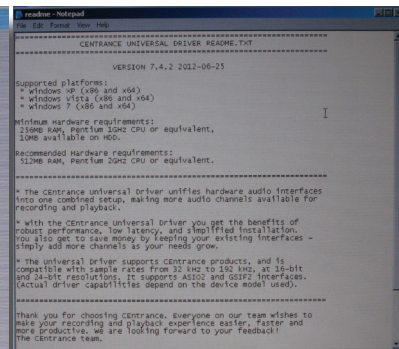 readme - Notepad
File Edit Format View Help
============================================================
CENTRANCE UNIVERSAL DRIVER README.TXT
============================================================
VERSION 7.4.2 2012-06-25
Supported platforms:
* Windows XP (x86 and x64)
* Windows Vista (x86 and x64)
* Windows 7 (x86 and x64)
Minimum Hardware requirements:
256MB RAM, Pentium 1GHz CPU or equivalent,
10MB available on HDD.
Recommended Hardware requirements:
512MB RAM, Pentium 2GHz CPU or equivalent.
============================================================
* The CEntrance Universal Driver unifies hardware audio interfaces
into one combined setup, making more audio channels available for
recording and playback.
* With the CEntrance Universal Driver you get the benefits of
robust performance, low latency, and simplified installation.
You also get to save money by keeping your existing interfaces -
simply add more channels as your needs grow.
* The Universal Driver supports CEntrance products, and is
compatible with sample rates from 32 kHz to 192 kHz, at 16-bit
and 24-bit resolutions. It supports ASIO2 and GSIF2 interfaces.
(Actual driver capabilities depend on the device model used).
============================================================
Thank you for choosing CEntrance. Everyone on our team wishes to
make your recording and playback experience easier, faster and
more productive. We are looking forward to your feedback!
The CEntrance team.